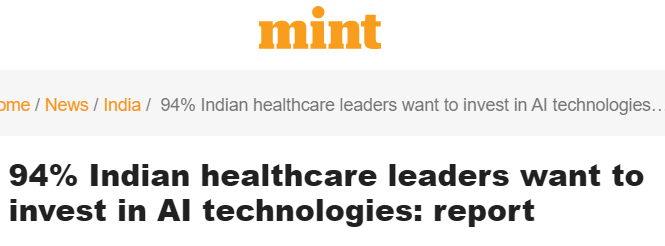 mint
ome / News / India / 94% Indian healthcare leaders want to invest in AI technologies…
94% Indian healthcare leaders want to
invest in AI technologies: report